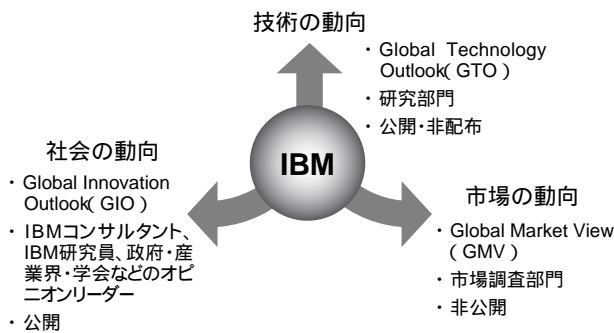 技術の動向
・Global Technology
Outlook(GTO)
・研究部門
・公開・非配布
IBM
社会の動向
・Global Innovation
Outlook(GIO)
・IBMコンサルタント、
IBM研究員、政府・産
業界・学会などのオピ
ニオンリーダー
・公開
市場の動向
・Global Market View
(GMV)
・市場調査部門
・非公開